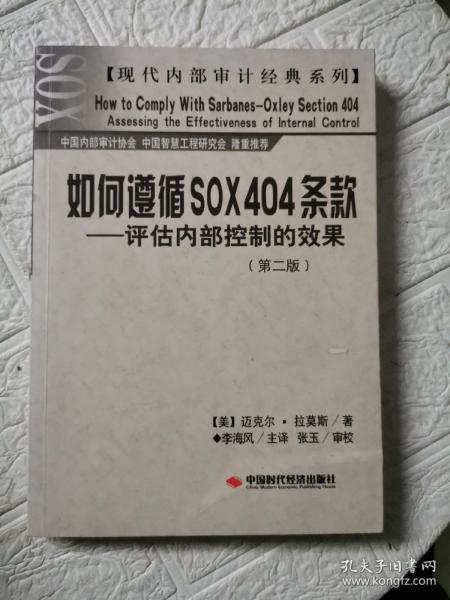 SOX
【现代内部审计经典系列】
How to Comply With Sarbanes-Oxley Section 404
Assessing the Effectiveness of Internal Control
中国内部审计协会 中国智慧工程研究会 隆重推荐
如何遵循SOX404条款
——评估内部控制的效果
（第二版）
【美】迈克尔·拉莫斯/著
◆李海风/主译 张玉/审校
中国时代经济出版社
China Modern Economic Publishing House
孔夫子旧书网
www.kongfz.com